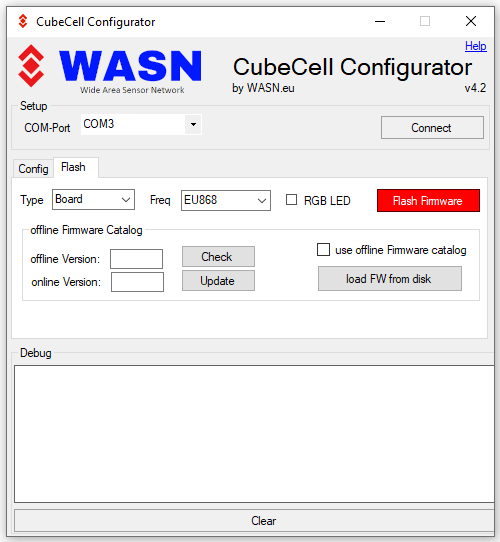 CubeCell Configurator
Help
WASN
Wide Area Sensor Network
CubeCell Configurator
by WASN.eu
v4.2
Setup
COM-Port COM3 Connect
Config Flash
Type Board Freq EU868 RGB LED Flash Firmware
offline Firmware Catalog
offline Version: Check use offline Firmware catalog
online Version: Update load FW from disk
Debug
Clear